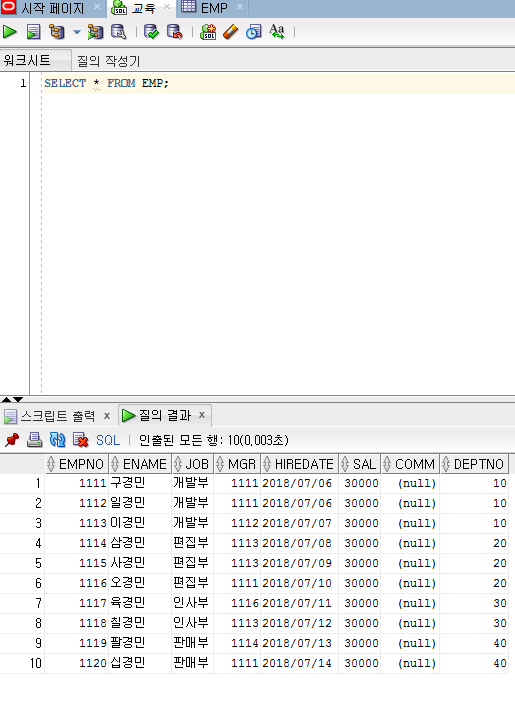 시작 페이지 교육 EMP
워크시트 질의 작성기
1 SELECT * FROM EMP;
스크립트 출력 x 질의 결과 x
SQL | 인출된 모든 행: 10(0,003초)
EMPNO ENAME JOB MGR HIREDATE SAL COMM DEPTNO
1 1111 구경민 개발부 1111 2018/07/06 30000 (null) 10
2 1112 일경민 개발부 1111 2018/07/06 30000 (null) 10
3 1113 이경민 개발부 1112 2018/07/07 30000 (null) 10
4 1114 삼경민 편집부 1113 2018/07/08 30000 (null) 20
5 1115 사경민 편집부 1113 2018/07/09 30000 (null) 20
6 1116 오경민 편집부 1111 2018/07/10 30000 (null) 20
7 1117 육경민 인사부 1116 2018/07/11 30000 (null) 30
8 1118 칠경민 인사부 1113 2018/07/12 30000 (null) 30
9 1119 팔경민 판매부 1114 2018/07/13 30000 (null) 40
10 1120 십경민 판매부 1111 2018/07/14 30000 (null) 40